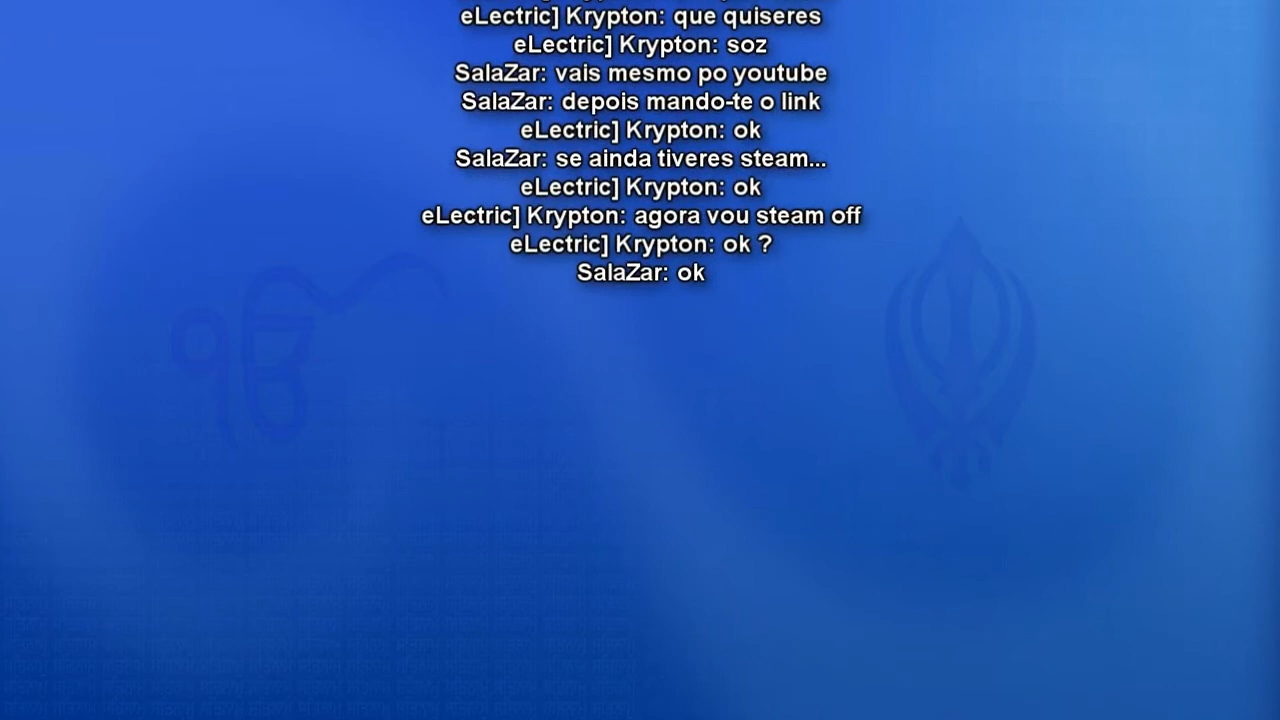 eLectric] Krypton: que quiseres
eLectric] Krypton: soz
SalaZar: vais mesmo po youtube
SalaZar: depois mando-te o link
eLectric] Krypton: ok
SalaZar: se ainda tiveres steam...
eLectric] Krypton: ok
eLectric] Krypton: agora vou steam off
eLectric] Krypton: ok ?
SalaZar: ok
ੴ